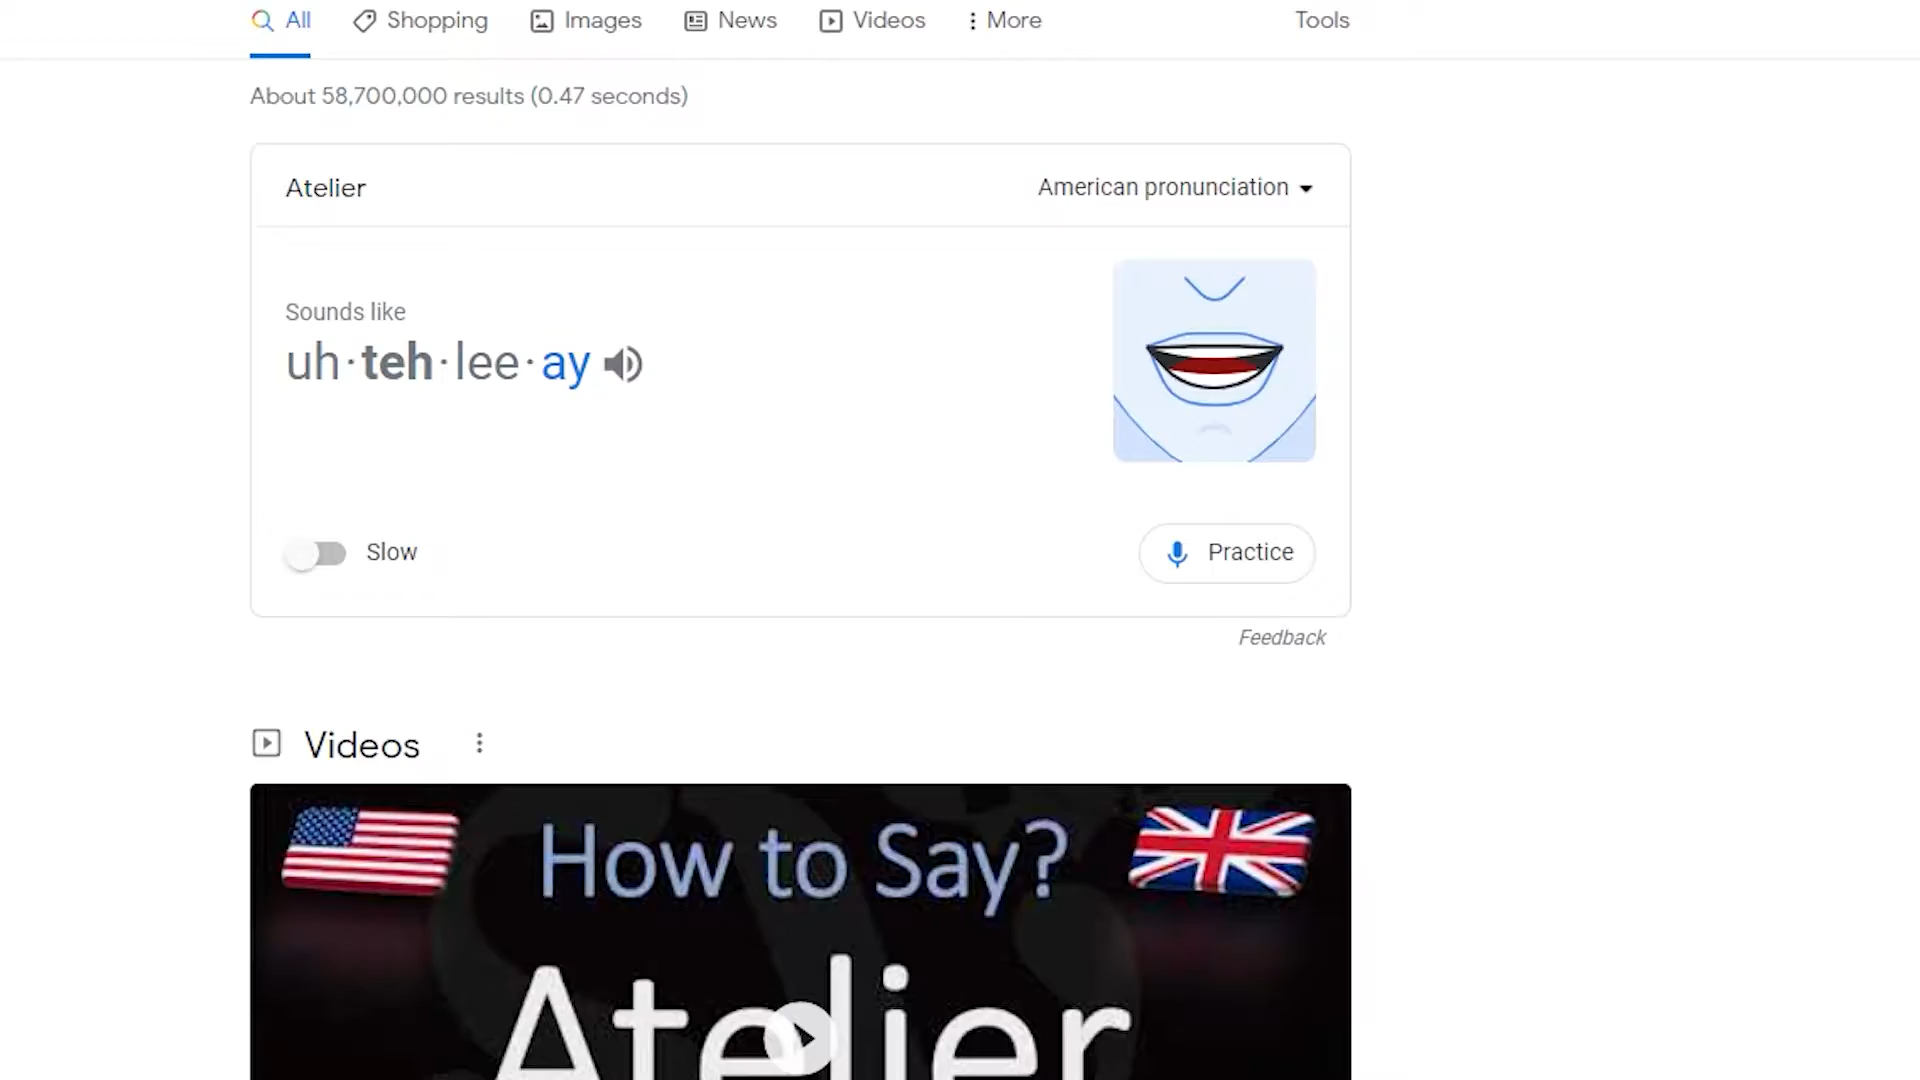 All Shopping Images News Videos More Tools
About 58,700,000 results (0.47 seconds)
Atelier American pronunciation
Sounds like
uh·teh·lee·ay
Slow Practice
Feedback
Videos
How to Say?
Atelier